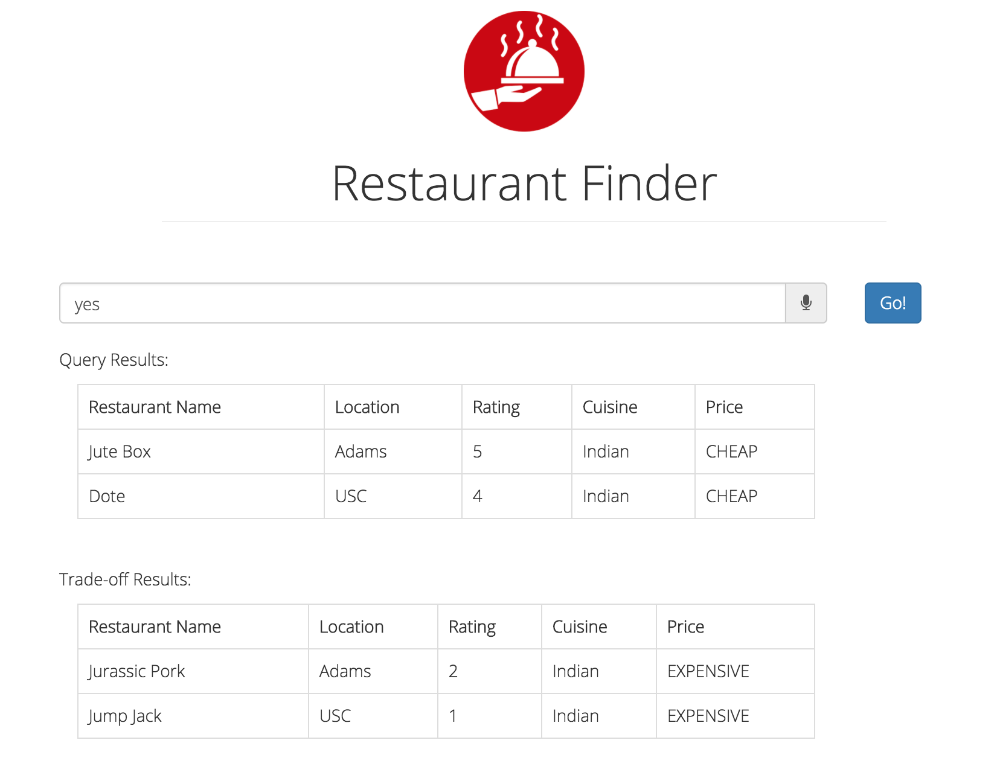 Restaurant Finder
yes
Go!
Query Results:
Restaurant Name Location Rating Cuisine Price
Jute Box Adams 5 Indian CHEAP
Dote USC 4 Indian CHEAP
Trade-off Results:
Restaurant Name Location Rating Cuisine Price
Jurassic Pork Adams 2 Indian EXPENSIVE
Jump Jack USC 1 Indian EXPENSIVE